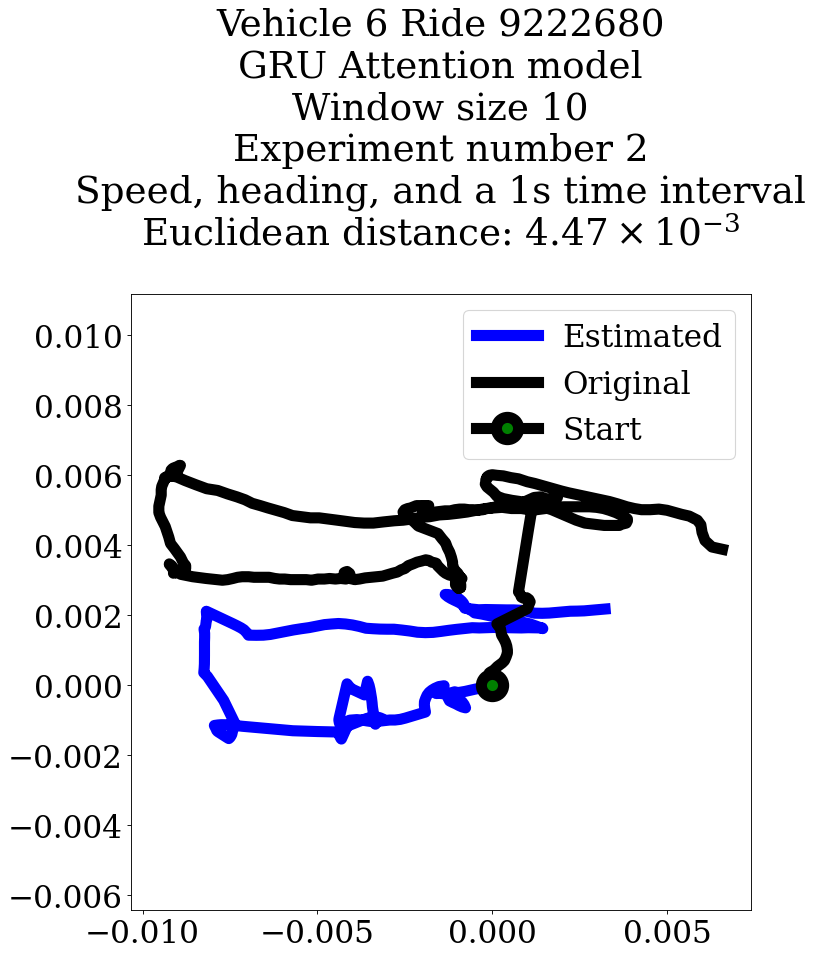 Vehicle 6 Ride 9222680
GRU Attention model
Window size 10
Experiment number 2
Speed, heading, and a 1s time interval
Euclidean distance: 4.47 × 10⁻³
Estimated
Original
Start
0.010
0.008
0.006
0.004
0.002
0.000
−0.002
−0.004
−0.006
−0.010
−0.005
0.000
0.005